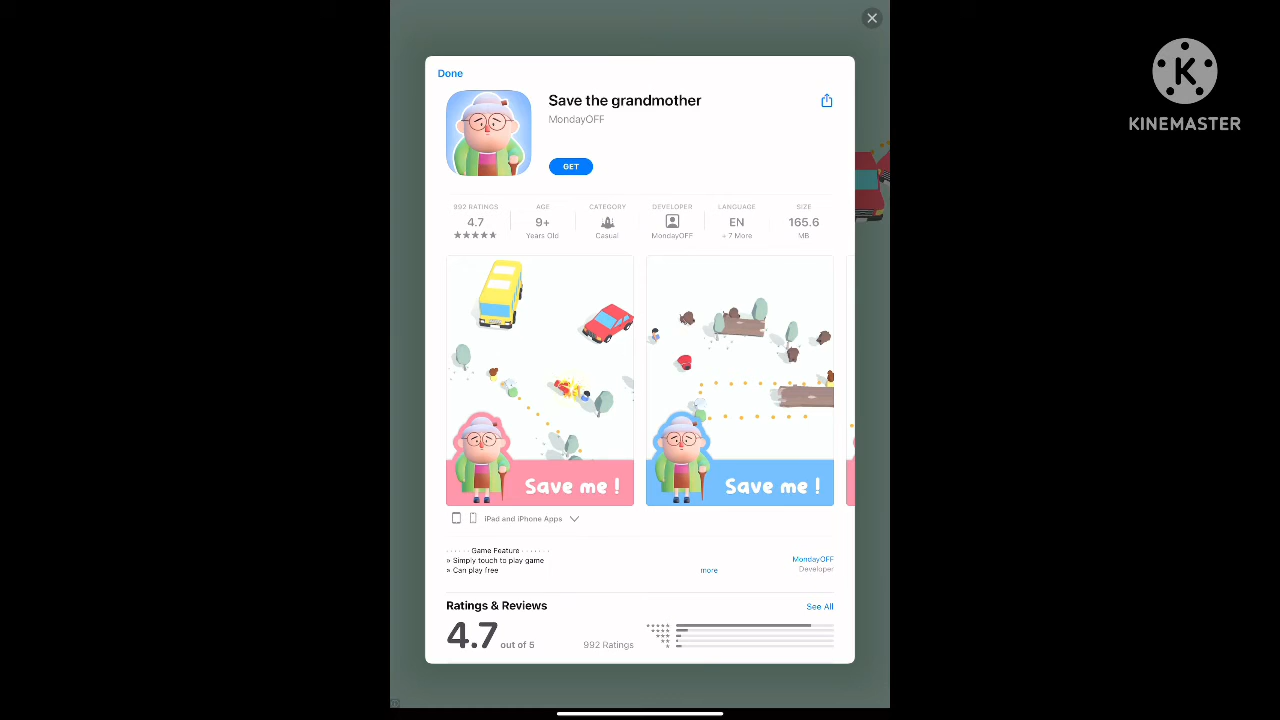 Done
Save the grandmother
MondayOFF
GET
KINEMASTER
992 RATINGS
4.7
AGE
9+
Years Old
CATEGORY
Casual
DEVELOPER
MondayOFF
LANGUAGE
EN
+ 7 More
SIZE
165.6
MB
Save me !
Save me !
iPad and iPhone Apps
· · · · · · Game Feature · · · · · · ·
» Simply touch to play game
» Can play free
more
MondayOFF
Developer
Ratings & Reviews
See All
4.7 out of 5
992 Ratings